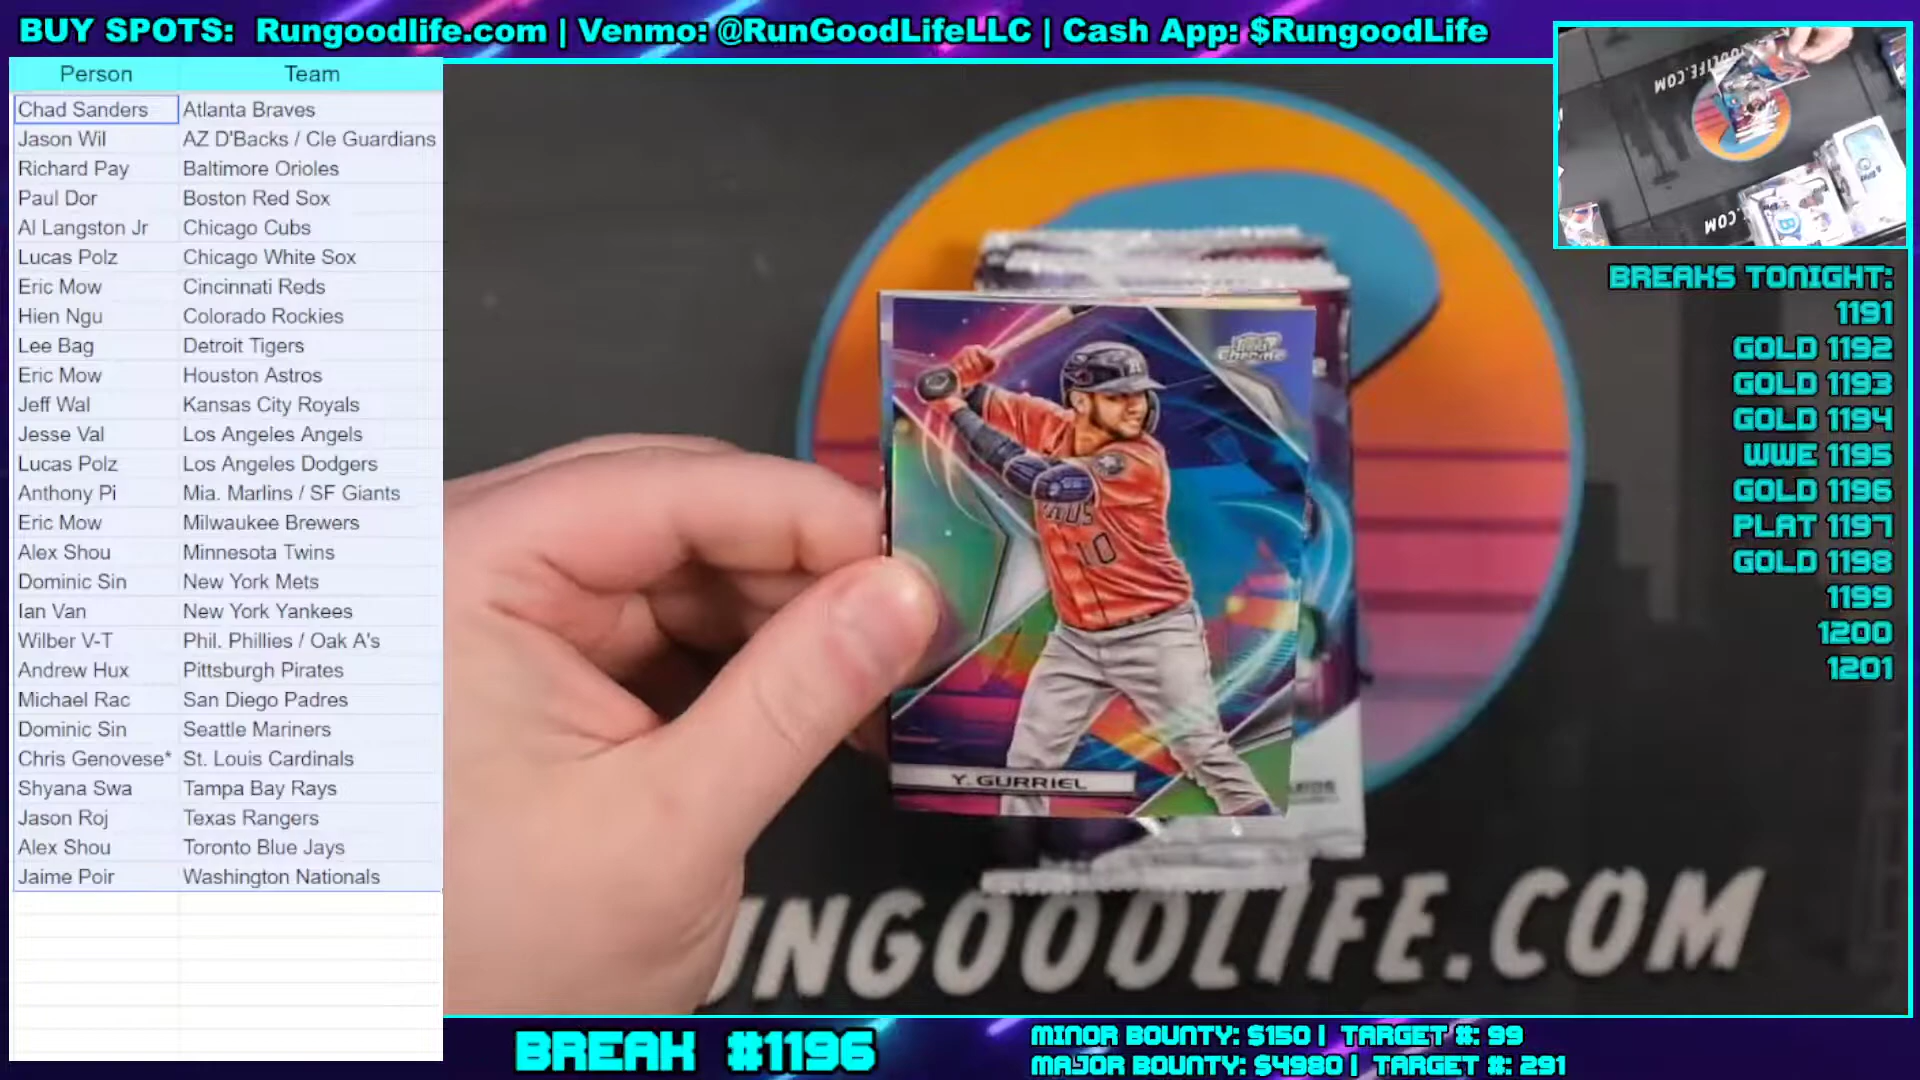 BUY SPOTS: Rungoodlife.com | Venmo: @RunGoodLifeLLC | Cash App: $RungoodLife
Person Team
Chad Sanders Atlanta Braves
Jason Wil AZ D'Backs / Cle Guardians
Richard Pay Baltimore Orioles
Paul Dor Boston Red Sox
Al Langston Jr Chicago Cubs
Lucas Polz Chicago White Sox
Eric Mow Cincinnati Reds
Hien Ngu Colorado Rockies
Lee Bag Detroit Tigers
Eric Mow Houston Astros
Jeff Wal Kansas City Royals
Jesse Val Los Angeles Angels
Lucas Polz Los Angeles Dodgers
Anthony Pi Mia. Marlins / SF Giants
Eric Mow Milwaukee Brewers
Alex Shou Minnesota Twins
Dominic Sin New York Mets
Ian Van New York Yankees
Wilber V-T Phil. Phillies / Oak A's
Andrew Hux Pittsburgh Pirates
Michael Rac San Diego Padres
Dominic Sin Seattle Mariners
Chris Genovese* St. Louis Cardinals
Shyana Swa Tampa Bay Rays
Jason Roj Texas Rangers
Alex Shou Toronto Blue Jays
Jaime Poir Washington Nationals
Chrome
10
Y. GURRIEL
UNGOODLIFE.COM
.COM
.COM
BREAKS TONIGHT:
1191
GOLD 1192
GOLD 1193
GOLD 1194
WWE 1195
GOLD 1196
PLAT 1197
GOLD 1198
1199
1200
1201
BREAK #1196
MINOR BOUNTY: $150 | TARGET #: 99
MAJOR BOUNTY: $4980 | TARGET #: 291